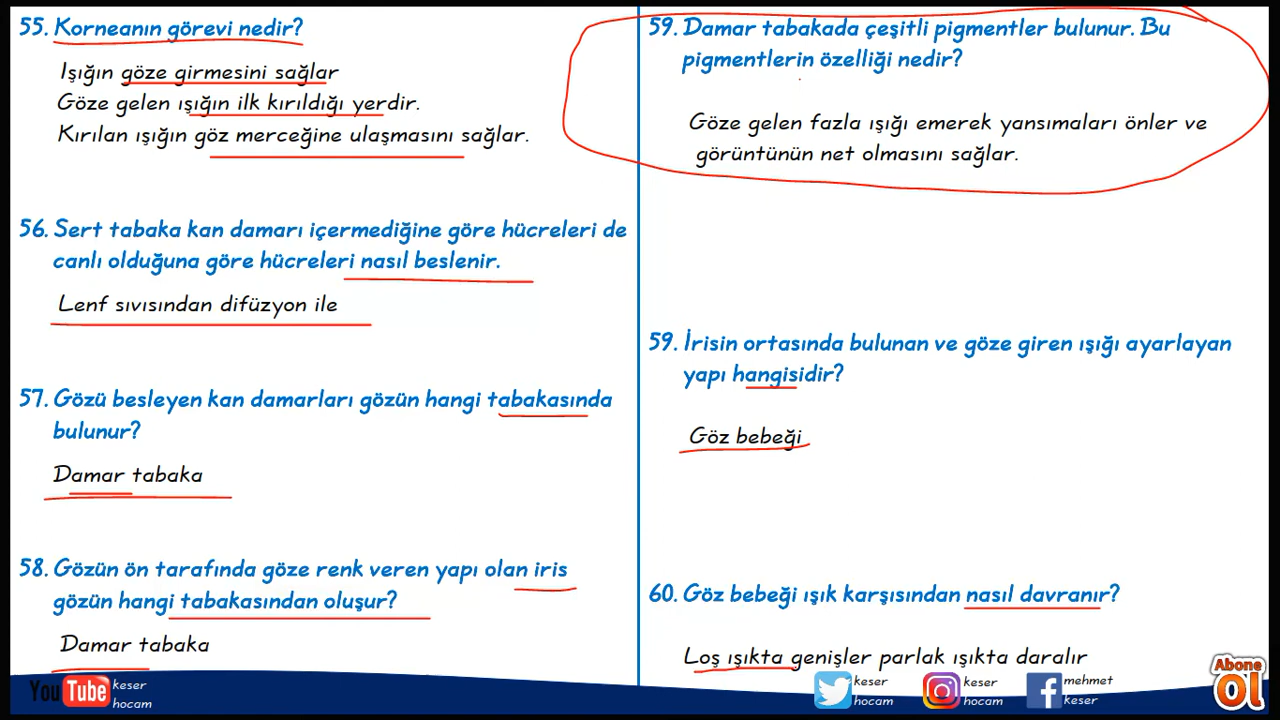 55. Korneanın görevi nedir?
Işığın göze girmesini sağlar
Göze gelen ışığın ilk kırıldığı yerdir.
Kırılan ışığın göz merceğine ulaşmasını sağlar.
56. Sert tabaka kan damarı içermediğine göre hücreleri de
canlı olduğuna göre hücreleri nasıl beslenir.
Lenf sıvısından difüzyon ile
57. Gözü besleyen kan damarları gözün hangi tabakasında
bulunur?
Damar tabaka
58. Gözün ön tarafında göze renk veren yapı olan iris
gözün hangi tabakasından oluşur?
Damar tabaka
59. Damar tabakada çeşitli pigmentler bulunur. Bu
pigmentlerin özelliği nedir?
Göze gelen fazla ışığı emerek yansımaları önler ve
görüntünün net olmasını sağlar.
59. İrisin ortasında bulunan ve göze giren ışığı ayarlayan
yapı hangisidir?
Göz bebeği
60. Göz bebeği ışık karşısından nasıl davranır?
Loş ışıkta genişler parlak ışıkta daralır
YouTube keser
hocam
keser
hocam
keser
hocam
mehmet
keser
Abone
Ol